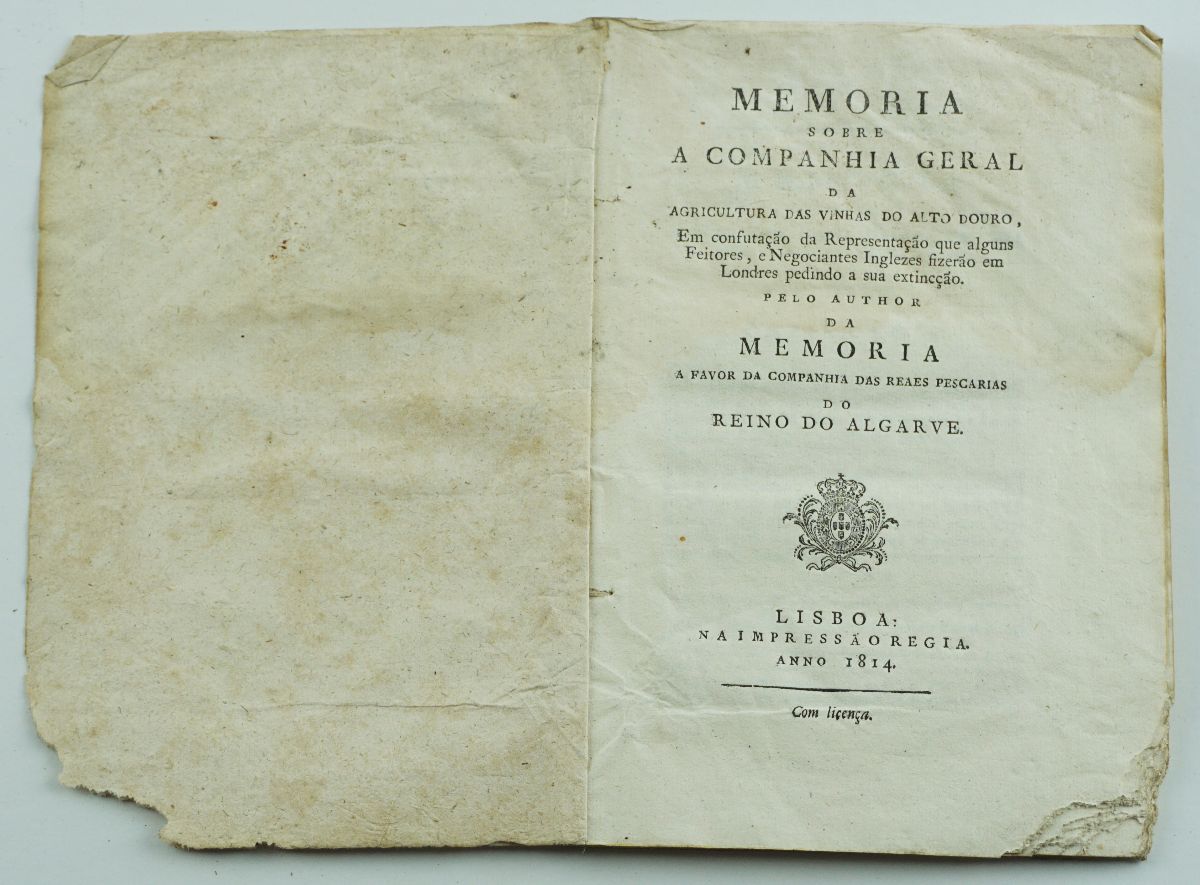 MEMORIA
SOBRE
A COMPANHIA GERAL
DA
AGRICULTURA DAS VINHAS DO ALTO DOURO,
Em confutação da Representação que alguns
Feitores, e Negociantes Inglezes fizerão em
Londres pedindo a sua extincção.
PELO AUTHOR
DA
MEMORIA
A FAVOR DA COMPANHIA DAS REAES PESCARIAS
DO
REINO DO ALGARVE.
LISBOA:
NA IMPRESSÃO REGIA.
ANNO 1814.
Com licença.